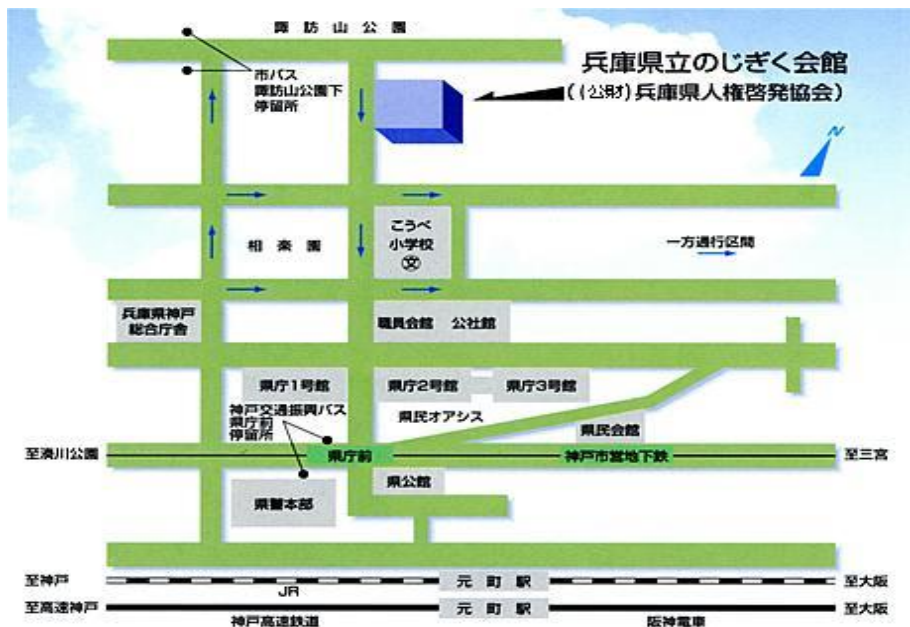 諏訪山公園
兵庫県立のじぎく会館
((公財)兵庫県人権啓発協会)
市バス
諏訪山公園下
停留所
N
こうべ
小学校
文
相楽園
一方通行区間
兵庫県神戸
総合庁舎
職員会館 公社館
県庁1号館
県庁2号館
県庁3号館
神戸交通振興バス
県庁前
停留所
県民オアシス
県民会館
至湊川公園
県庁前
神戸市営地下鉄
至三宮
県公館
県警本部
至神戸
JR
元町駅
至大阪
至高速神戸
神戸高速鉄道
元町駅
阪神電車
至大阪